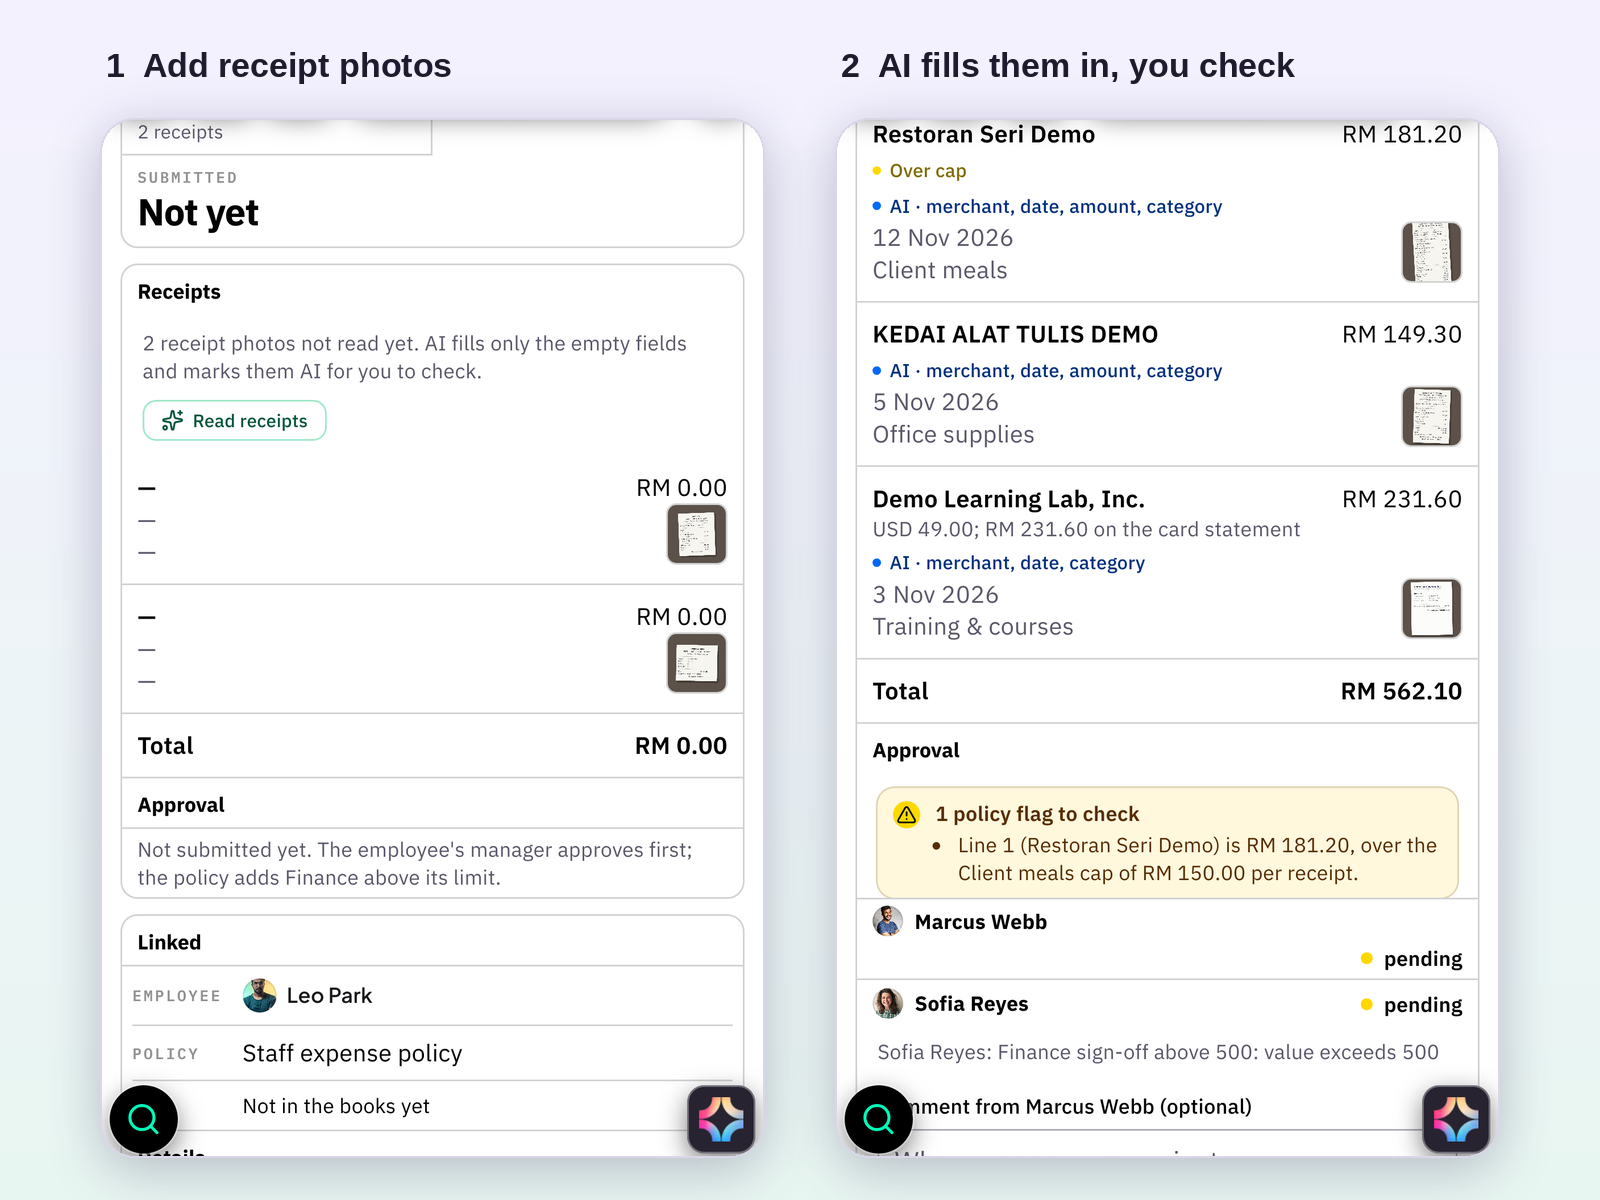 1 Add receipt photos
2 receipts
SUBMITTED
Not yet
Receipts
2 receipt photos not read yet. AI fills only the empty fields
and marks them AI for you to check.
Read receipts
— RM 0.00
—
—
— RM 0.00
—
—
Total RM 0.00
Approval
Not submitted yet. The employee's manager approves first;
the policy adds Finance above its limit.
Linked
EMPLOYEE Leo Park
POLICY Staff expense policy
Not in the books yet
Details
2 AI fills them in, you check
Restoran Seri Demo RM 181.20
Over cap
AI · merchant, date, amount, category
12 Nov 2026
Client meals
KEDAI ALAT TULIS DEMO RM 149.30
AI · merchant, date, amount, category
5 Nov 2026
Office supplies
Demo Learning Lab, Inc. RM 231.60
USD 49.00; RM 231.60 on the card statement
AI · merchant, date, category
3 Nov 2026
Training & courses
Total RM 562.10
Approval
1 policy flag to check
• Line 1 (Restoran Seri Demo) is RM 181.20, over the
Client meals cap of RM 150.00 per receipt.
Marcus Webb
pending
Sofia Reyes pending
Sofia Reyes: Finance sign-off above 500: value exceeds 500
mment from Marcus Webb (optional)